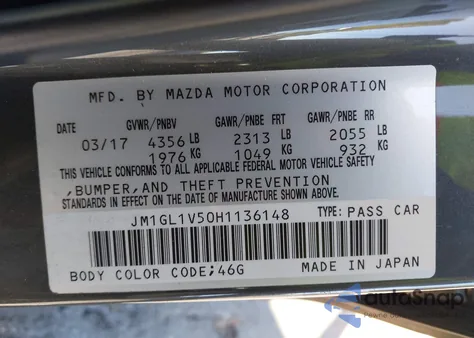 MFD. BY MAZDA MOTOR CORPORATION
DATE GVWR/PNBV GAWR/PNBE FRT GAWR/PNBE RR
03/17 4356 LB 2313 LB 2055 LB
1976 KG 1049 KG 932 KG
THIS VEHICLE CONFORMS TO ALL APPLICABLE FEDERAL MOTOR VEHICLE SAFETY
,BUMPER,AND THEFT PREVENTION
STANDARDS IN EFFECT ON THE DATE OF MANUFACTURE SHOWN ABOVE.
JM1GL1V50H1136148 TYPE: PASS CAR
BODY COLOR CODE;46G MADE IN JAPAN
autoSnap
Powered by